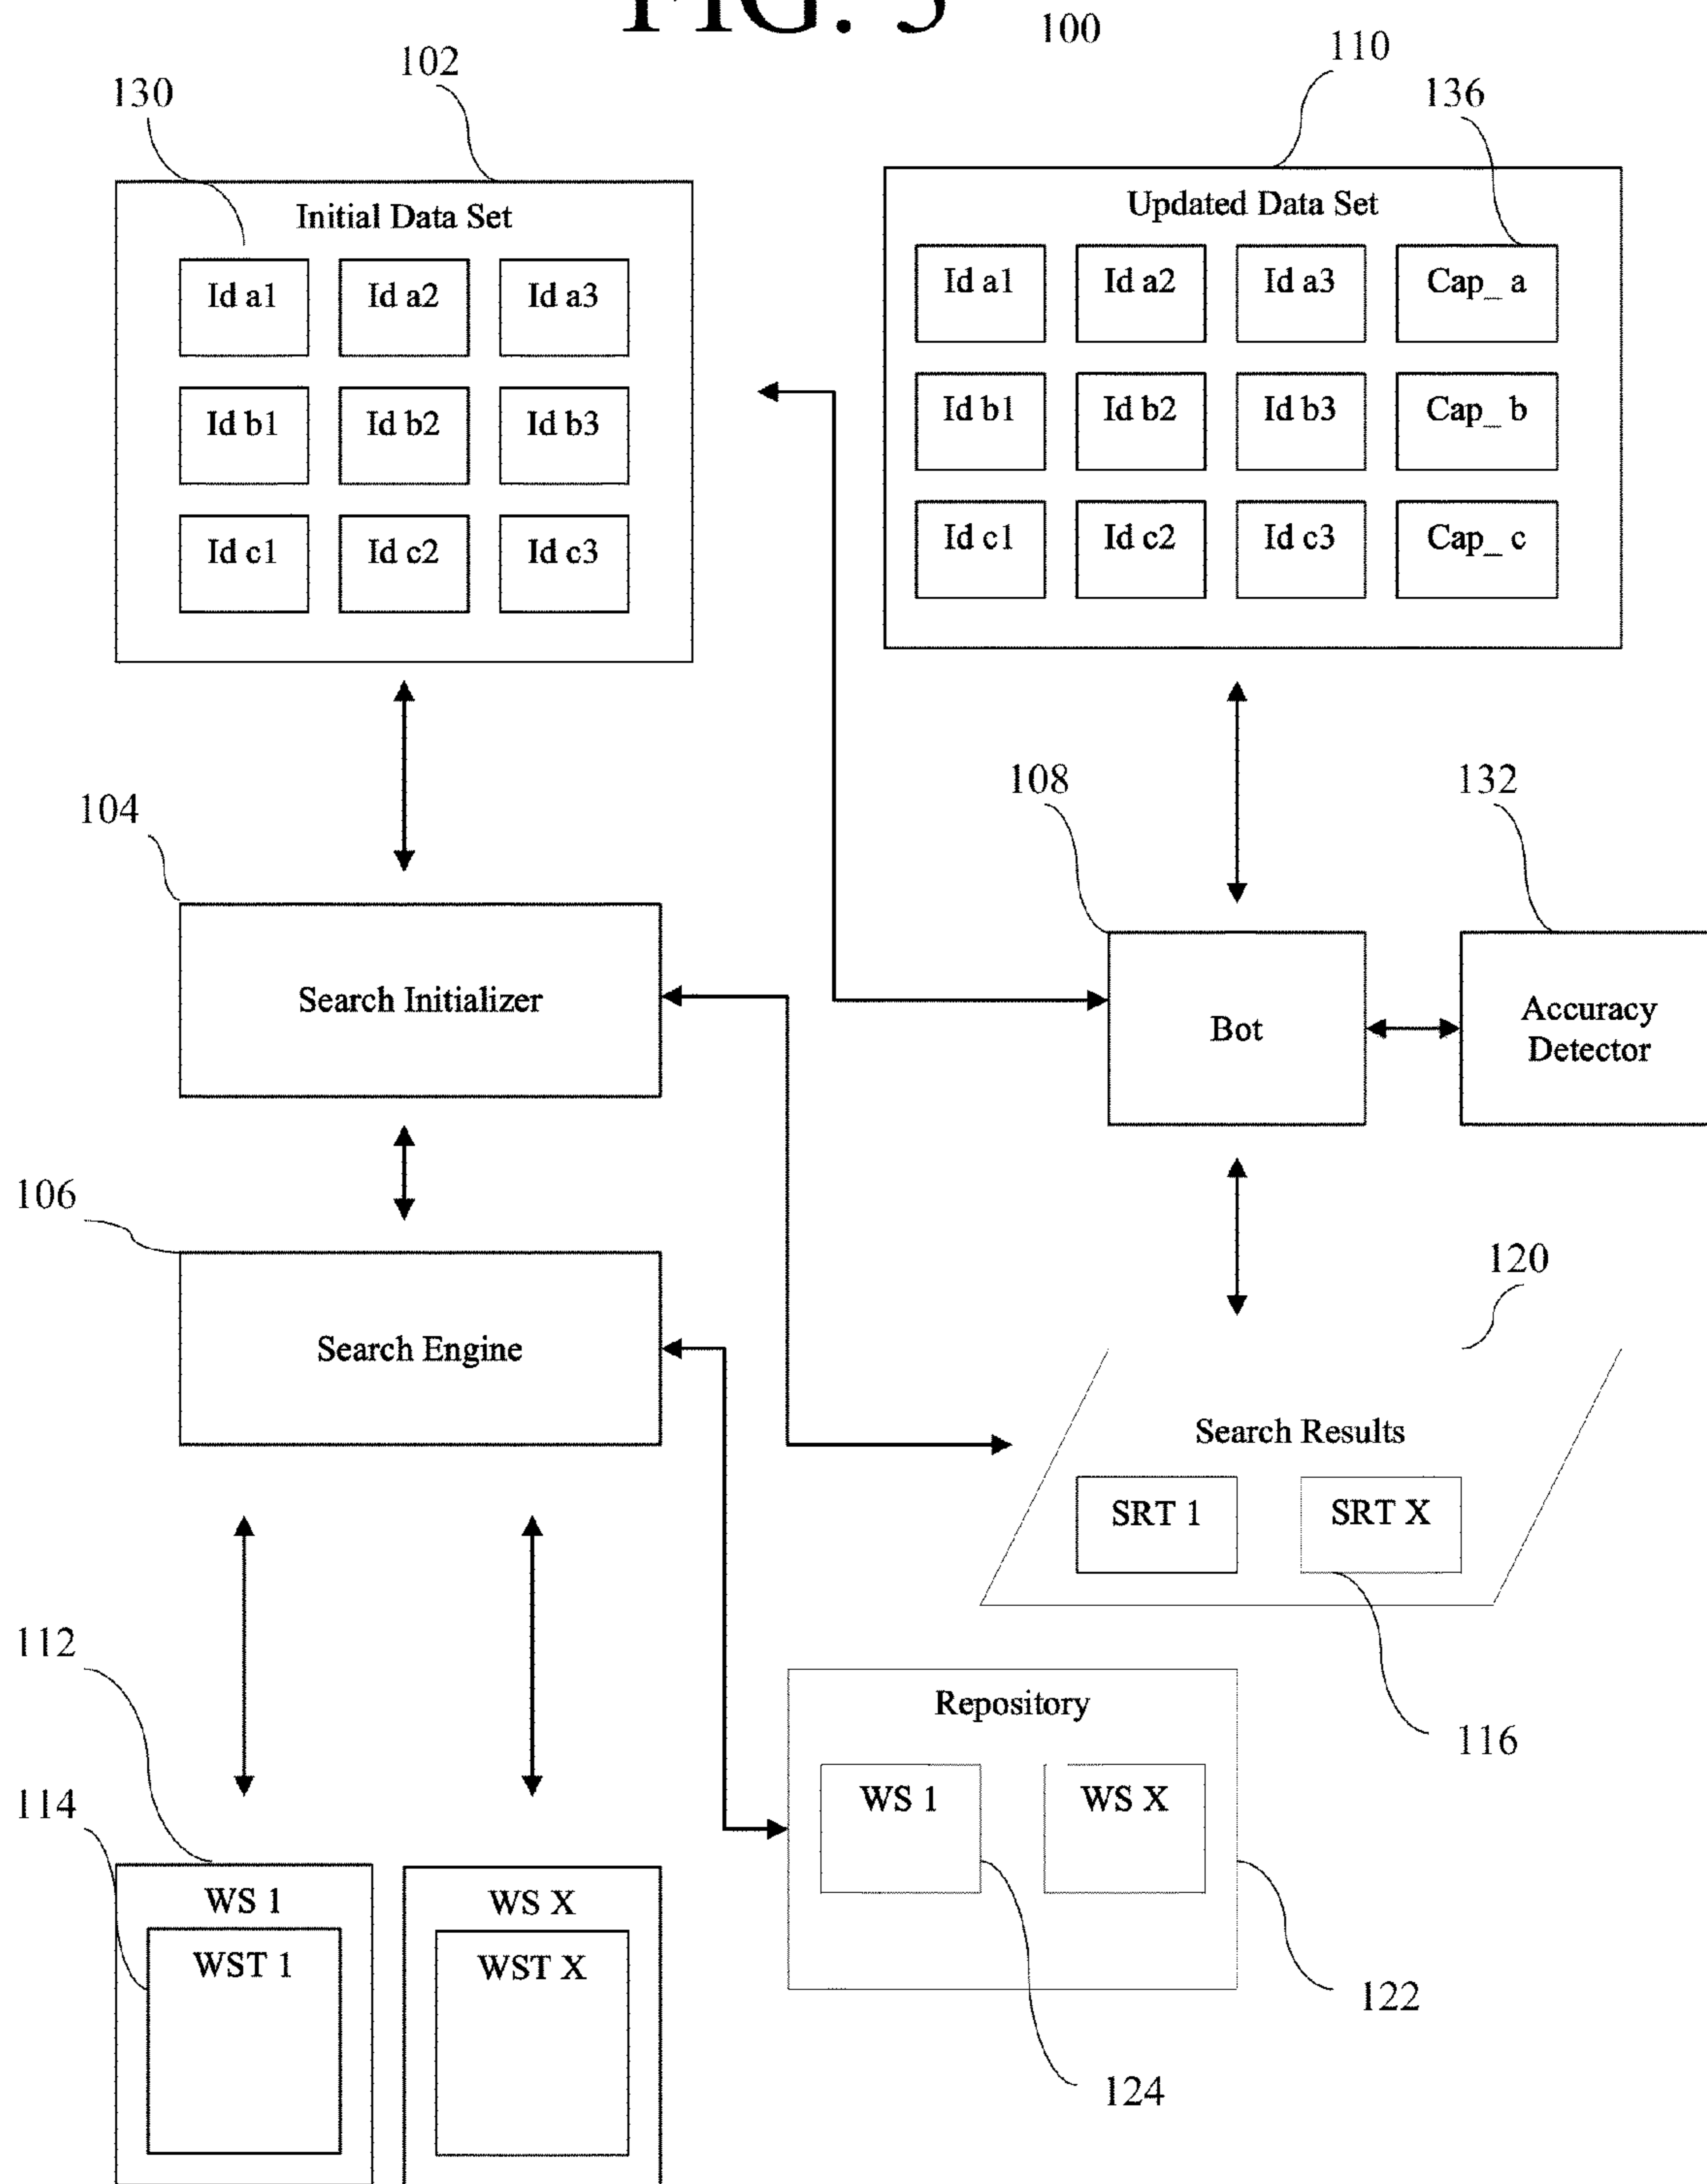 FIG. 5
100
102
110
130
136
Initial Data Set
Updated Data Set
Id a1 Id a2 Id a3
Id a1 Id a2 Id a3 Cap_ a
Id b1 Id b2 Id b3
Id b1 Id b2 Id b3 Cap_ b
Id c1 Id c2 Id c3
Id c1 Id c2 Id c3 Cap_ c
108
132
104
Search Initializer
Bot
Accuracy
Detector
106
120
Search Engine
Search Results
SRT 1 SRT X
112
116
Repository
114
WS 1 WS X
WS 1
WS X
WST 1
WST X
122
124